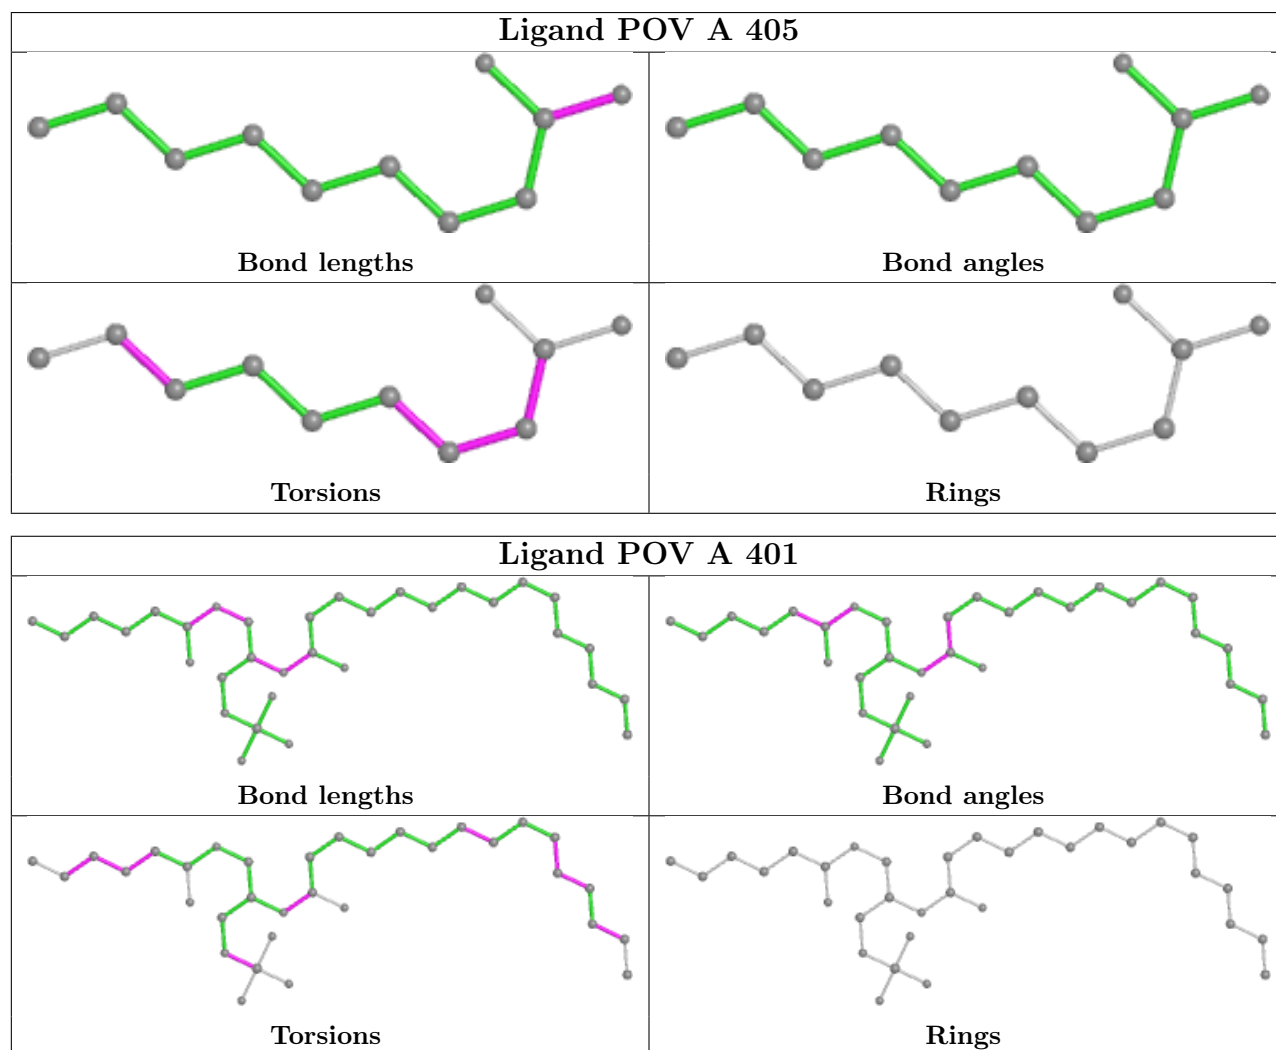 Ligand POV A 405
Bond lengths
Bond angles
Torsions
Rings
Ligand POV A 401
Bond lengths
Bond angles
Torsions
Rings